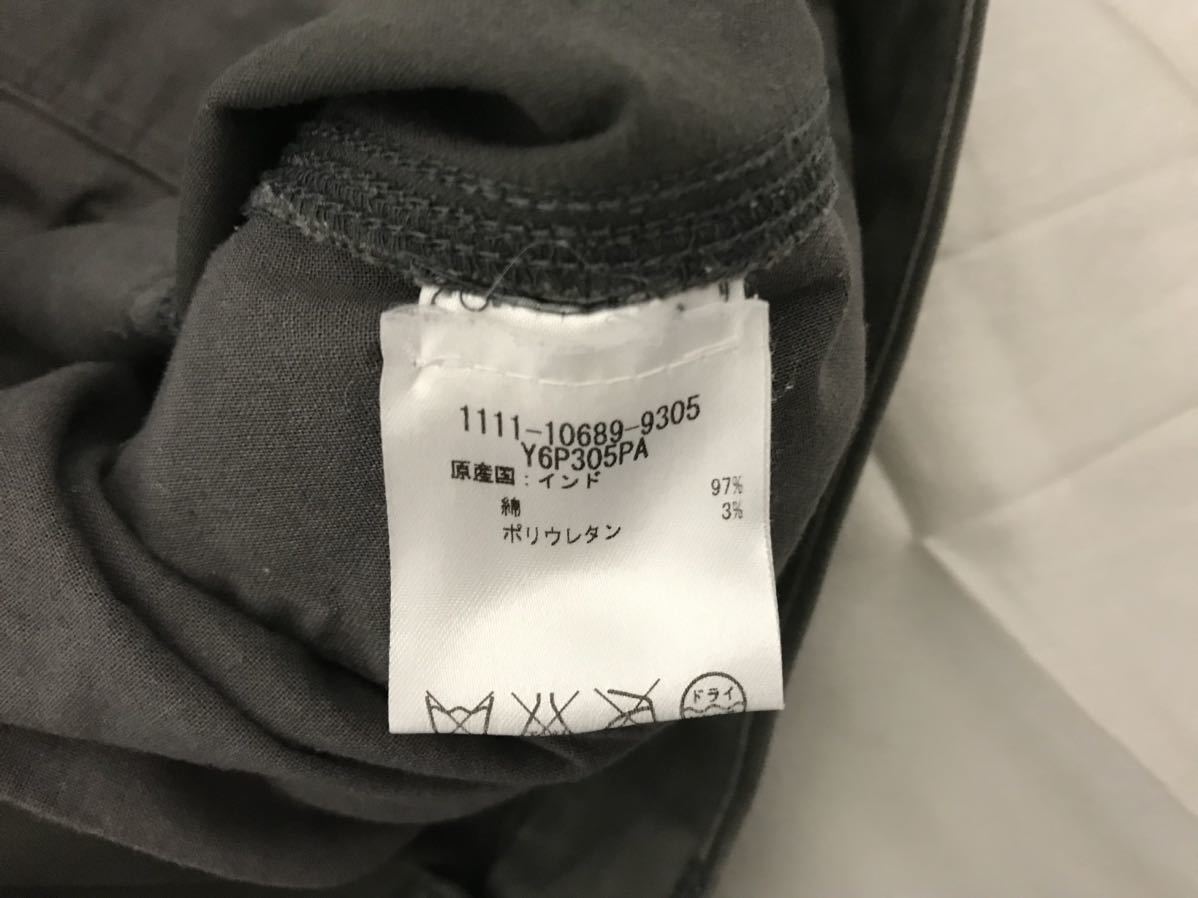 1111-10689-9305
Y6P305PA
原産国：インド
綿 97%
ポリウレタン 3%
ドライ